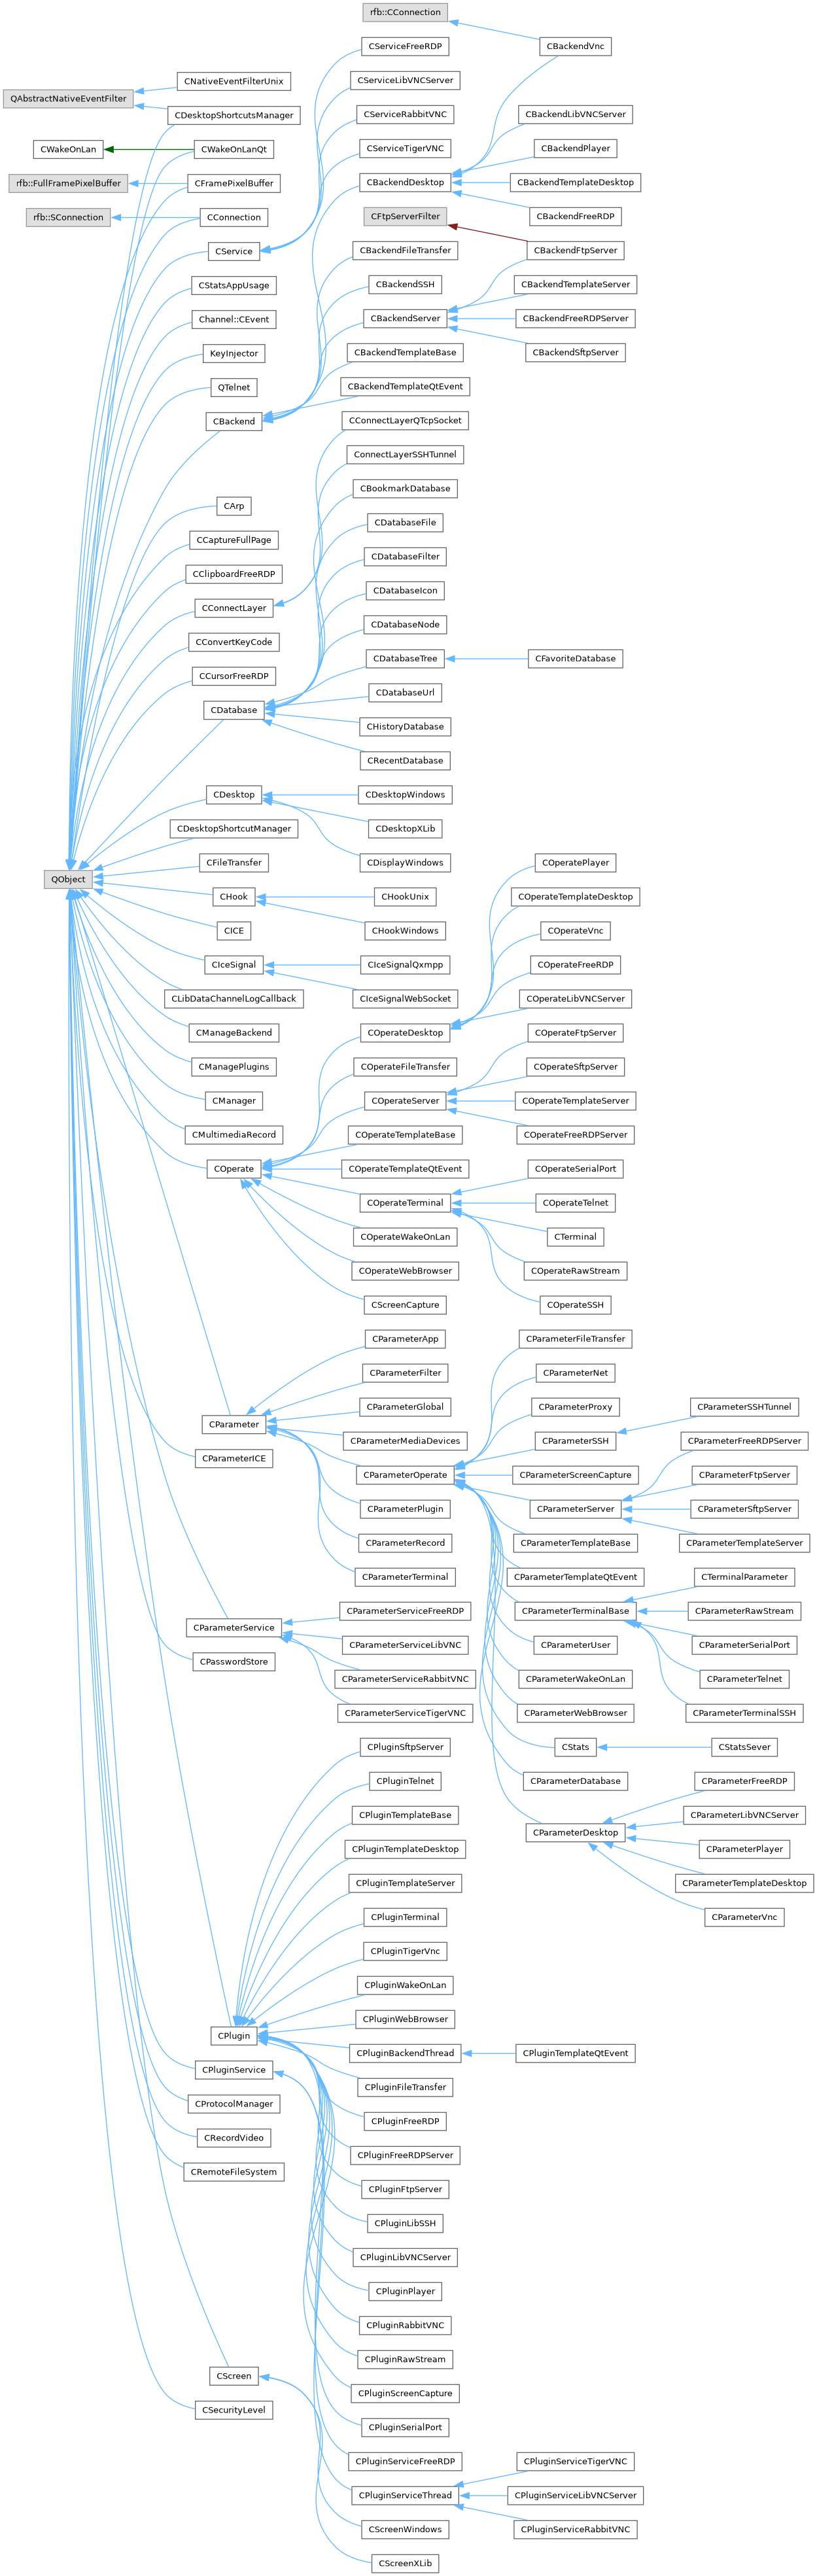 rfb::CConnection
CServiceFreeRDP
CBackendVnc
CNativeEventFilterUnix
CServiceLibVNCServer
QAbstractNativeEventFilter
CDesktopShortcutsManager
CServiceRabbitVNC
CBackendLibVNCServer
CWakeOnLan
CWakeOnLanQt
CServiceTigerVNC
CBackendPlayer
rfb::FullFramePixelBuffer
CFramePixelBuffer
CBackendDesktop
CBackendTemplateDesktop
rfb::SConnection
CConnection
CFtpServerFilter
CBackendFreeRDP
CService
CBackendFileTransfer
CBackendFtpServer
CStatsAppUsage
CBackendSSH
CBackendTemplateServer
Channel::CEvent
CBackendServer
CBackendFreeRDPServer
KeyInjector
CBackendTemplateBase
CBackendSftpServer
QTelnet
CBackendTemplateQtEvent
CBackend
CConnectLayerQTcpSocket
ConnectLayerSSHTunnel
CBookmarkDatabase
CArp
CDatabaseFile
CCaptureFullPage
CDatabaseFilter
CClipboardFreeRDP
CDatabaseIcon
CConnectLayer
CDatabaseNode
CConvertKeyCode
CDatabaseTree
CFavoriteDatabase
CCursorFreeRDP
CDatabaseUrl
CDatabase
CHistoryDatabase
CRecentDatabase
CDesktop
CDesktopWindows
CDesktopShortcutManager
CDesktopXLib
CFileTransfer
CDisplayWindows
COperatePlayer
QObject
CHook
CHookUnix
COperateTemplateDesktop
CICE
CHookWindows
COperateVnc
CIceSignal
CIceSignalQxmpp
COperateFreeRDP
CLibDataChannelLogCallback
CIceSignalWebSocket
COperateLibVNCServer
CManageBackend
COperateDesktop
COperateFtpServer
CManagePlugins
COperateFileTransfer
COperateSftpServer
CManager
COperateServer
COperateTemplateServer
CMultimediaRecord
COperateTemplateBase
COperateFreeRDPServer
COperate
COperateTemplateQtEvent
COperateSerialPort
COperateTerminal
COperateTelnet
COperateWakeOnLan
CTerminal
COperateWebBrowser
COperateRawStream
CScreenCapture
COperateSSH
CParameterApp
CParameterFileTransfer
CParameterFilter
CParameterNet
CParameterGlobal
CParameterProxy
CParameterSSHTunnel
CParameter
CParameterMediaDevices
CParameterSSH
CParameterFreeRDPServer
CParameterICE
CParameterOperate
CParameterScreenCapture
CParameterFtpServer
CParameterPlugin
CParameterServer
CParameterSftpServer
CParameterRecord
CParameterTemplateBase
CParameterTemplateServer
CParameterTerminal
CParameterTemplateQtEvent
CTerminalParameter
CParameterServiceFreeRDP
CParameterTerminalBase
CParameterRawStream
CParameterService
CParameterServiceLibVNC
CParameterUser
CParameterSerialPort
CPasswordStore
CParameterServiceRabbitVNC
CParameterWakeOnLan
CParameterTelnet
CParameterServiceTigerVNC
CParameterWebBrowser
CParameterTerminalSSH
CPluginSftpServer
CStats
CStatsSever
CPluginTelnet
CParameterDatabase
CParameterFreeRDP
CPluginTemplateBase
CParameterLibVNCServer
CParameterDesktop
CPluginTemplateDesktop
CParameterPlayer
CPluginTemplateServer
CParameterTemplateDesktop
CPluginTerminal
CParameterVnc
CPluginTigerVnc
CPluginWakeOnLan
CPluginWebBrowser
CPlugin
CPluginBackendThread
CPluginTemplateQtEvent
CPluginService
CPluginFileTransfer
CProtocolManager
CPluginFreeRDP
CRecordVideo
CPluginFreeRDPServer
CRemoteFileSystem
CPluginFtpServer
CPluginLibSSH
CPluginLibVNCServer
CPluginPlayer
CPluginRabbitVNC
CPluginRawStream
CScreen
CPluginScreenCapture
CSecurityLevel
CPluginSerialPort
CPluginServiceFreeRDP
CPluginServiceTigerVNC
CPluginServiceThread
CPluginServiceLibVNCServer
CScreenWindows
CPluginServiceRabbitVNC
CScreenXLib